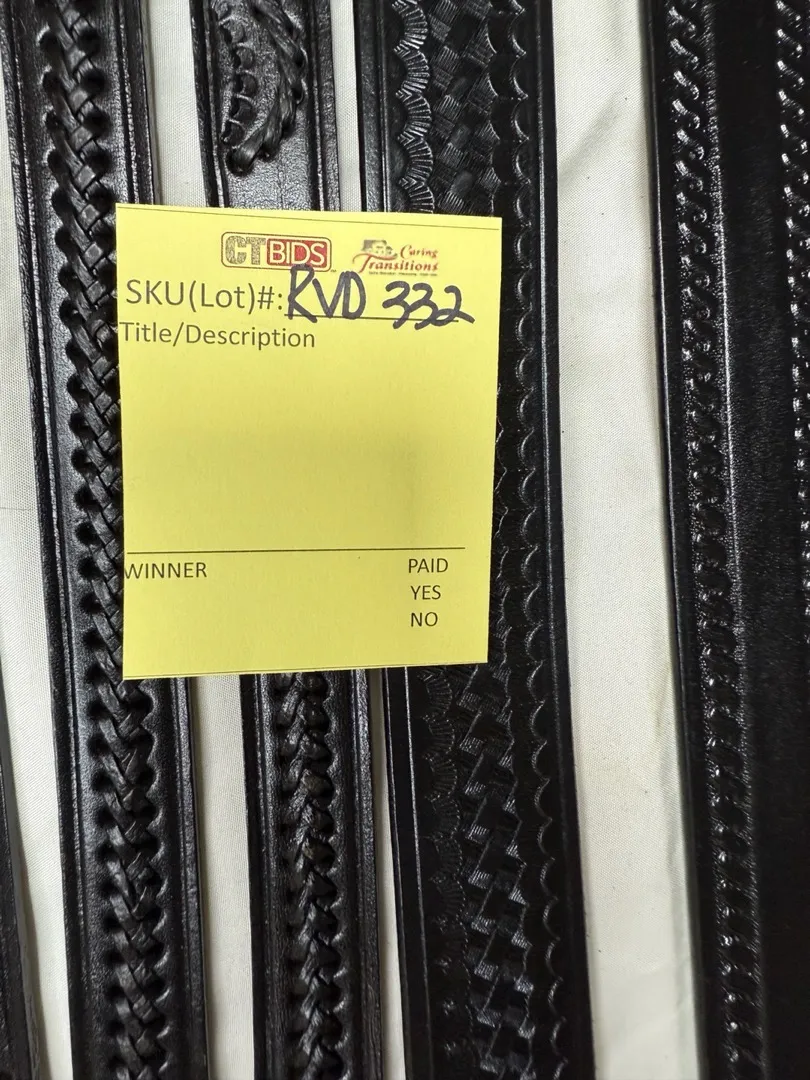 CTBIDS Caring Transitions
SKU(Lot)#: RVD 332
Title/Description
WINNER PAID
YES
NO